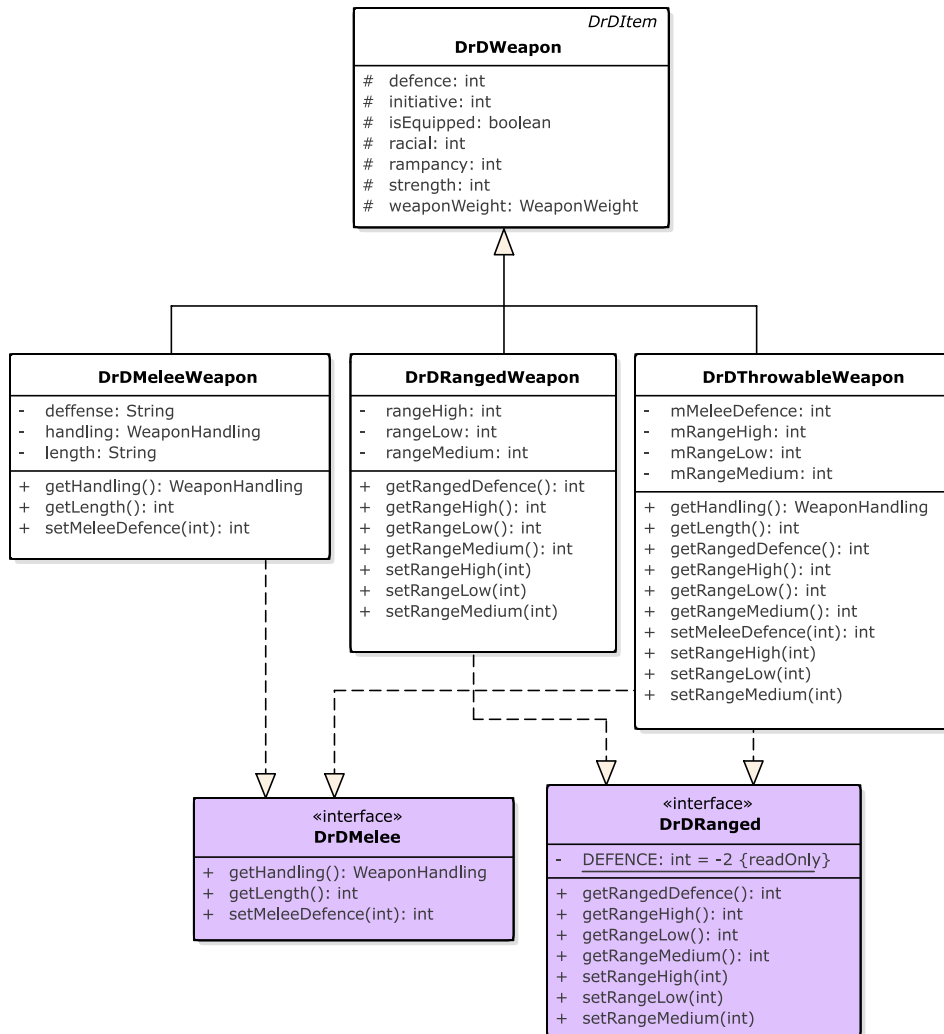 DrDItem
DrDWeapon
# defence: int
# initiative: int
# isEquipped: boolean
# racial: int
# rampancy: int
# strength: int
# weaponWeight: WeaponWeight
DrDMeleeWeapon
- deffense: String
- handling: WeaponHandling
- length: String
+ getHandling(): WeaponHandling
+ getLength(): int
+ setMeleeDefence(int): int
DrDRangedWeapon
- rangeHigh: int
- rangeLow: int
- rangeMedium: int
+ getRangedDefence(): int
+ getRangeHigh(): int
+ getRangeLow(): int
+ getRangeMedium(): int
+ setRangeHigh(int)
+ setRangeLow(int)
+ setRangeMedium(int)
DrDThrowableWeapon
- mMeleeDefence: int
- mRangeHigh: int
- mRangeLow: int
- mRangeMedium: int
+ getHandling(): WeaponHandling
+ getLength(): int
+ getRangedDefence(): int
+ getRangeHigh(): int
+ getRangeLow(): int
+ getRangeMedium(): int
+ setMeleeDefence(int): int
+ setRangeHigh(int)
+ setRangeLow(int)
+ setRangeMedium(int)
«interface»
DrDMelee
+ getHandling(): WeaponHandling
+ getLength(): int
+ setMeleeDefence(int): int
«interface»
DrDRanged
- DEFENCE: int = -2 {readOnly}
+ getRangedDefence(): int
+ getRangeHigh(): int
+ getRangeLow(): int
+ getRangeMedium(): int
+ setRangeHigh(int)
+ setRangeLow(int)
+ setRangeMedium(int)